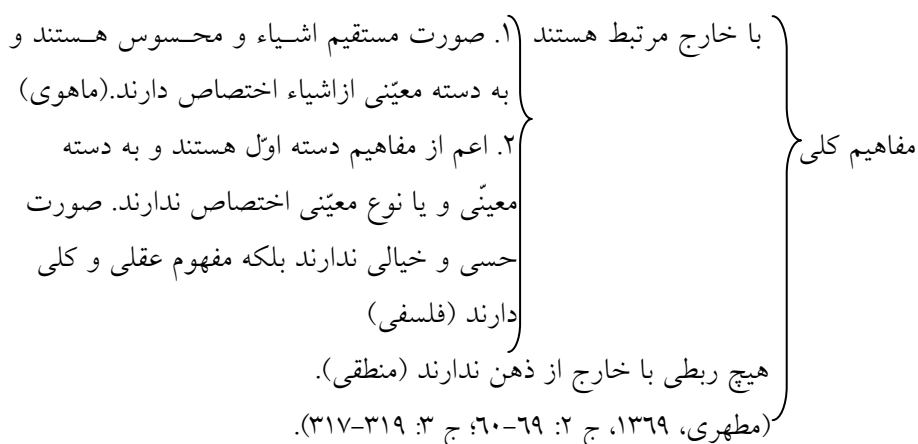 با خارج مرتبط هستند
۱. صورت مستقیم اشیاء و محسوس هستند و
به دسته معیّنی ازاشیاء اختصاص دارند.(ماهوی)
مفاهیم کلی
۲. اعم از مفاهیم دسته اوّل هستند و به دسته
معینّی و یا نوع معیّنی اختصاص ندارند. صورت
حسی و خیالی ندارند بلکه مفهوم عقلی و کلی
دارند (فلسفی)
هیچ ربطی با خارج از ذهن ندارند (منطقی).
(مطهری، ۱۳۶۹، ج ۲: ۶۹-۶۰؛ ج ۳: ۳۱۹-۳۱۷).